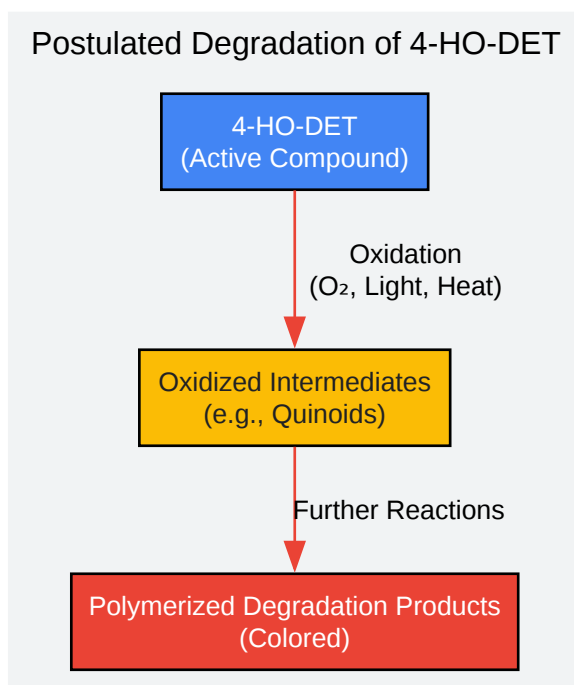 Postulated Degradation of 4-HO-DET
4-HO-DET
(Active Compound)
Oxidation
(O₂, Light, Heat)
Oxidized Intermediates
(e.g., Quinoids)
Further Reactions
Polymerized Degradation Products
(Colored)